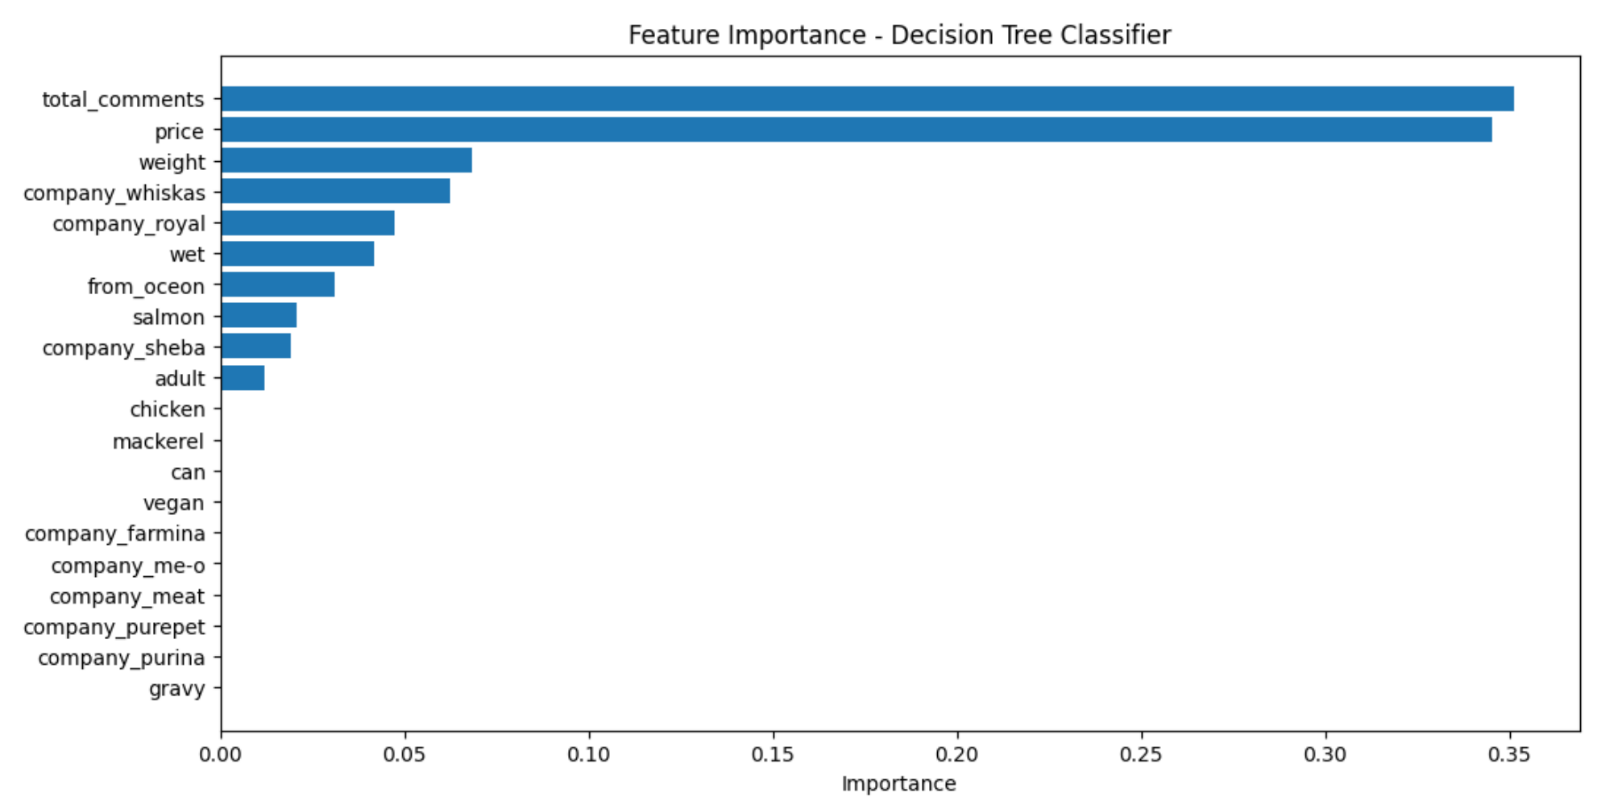 Feature Importance - Decision Tree Classifier
total_comments
price
weight
company_whiskas
company_royal
wet
from_oceon
salmon
company_sheba
adult
chicken
mackerel
can
vegan
company_farmina
company_me-o
company_meat
company_purepet
company_purina
gravy
0.00 0.05 0.10 0.15 0.20 0.25 0.30 0.35
Importance